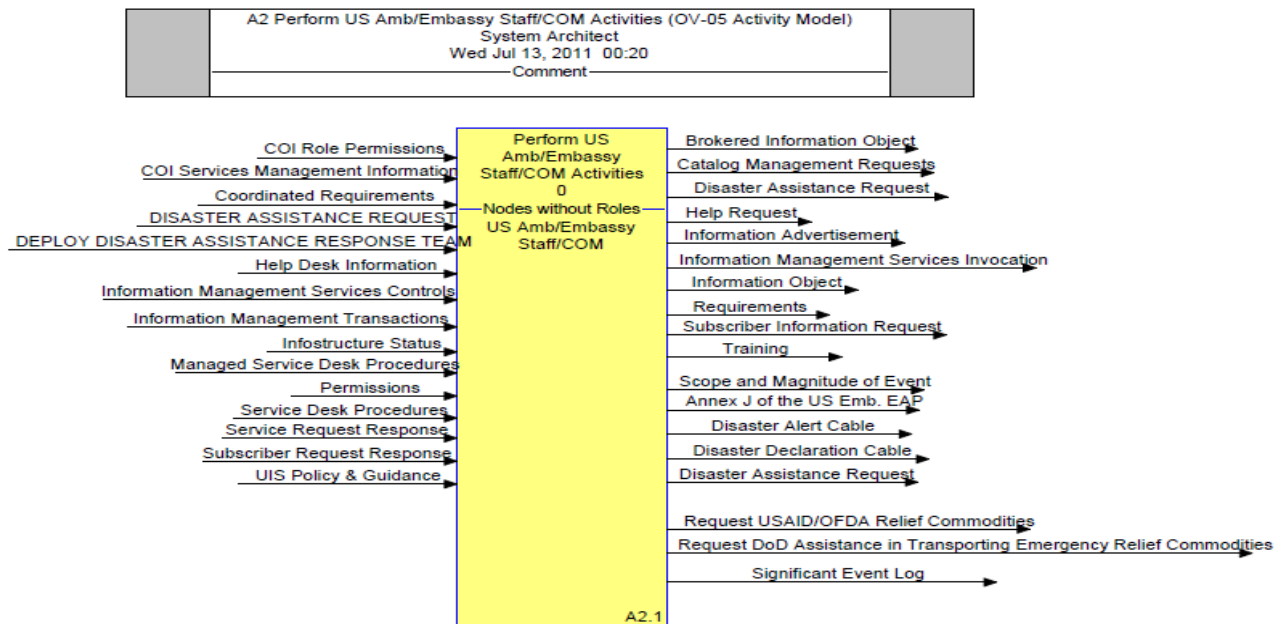 A2 Perform US Amb/Embassy Staff/COM Activities (OV-05 Activity Model)
System Architect
Wed Jul 13, 2011 00:20
Comment
COI Role Permissions
COI Services Management Information
Coordinated Requirements
DISASTER ASSISTANCE REQUEST
DEPLOY DISASTER ASSISTANCE RESPONSE TEAM
Help Desk Information
Information Management Services Controls
Information Management Transactions
Infostructure Status
Managed Service Desk Procedures
Permissions
Service Desk Procedures
Service Request Response
Subscriber Request Response
UIS Policy & Guidance
Perform US
Amb/Embassy
Staff/COM Activities
0
Nodes without Roles
US Amb/Embassy
Staff/COM
A2.1
Brokered Information Object
Catalog Management Requests
Disaster Assistance Request
Help Request
Information Advertisement
Information Management Services Invocation
Information Object
Requirements
Subscriber Information Request
Training
Scope and Magnitude of Event
Annex J of the US Emb. EAP
Disaster Alert Cable
Disaster Declaration Cable
Disaster Assistance Request
Request USAID/OFDA Relief Commodities
Request DoD Assistance in Transporting Emergency Relief Commodities
Significant Event Log